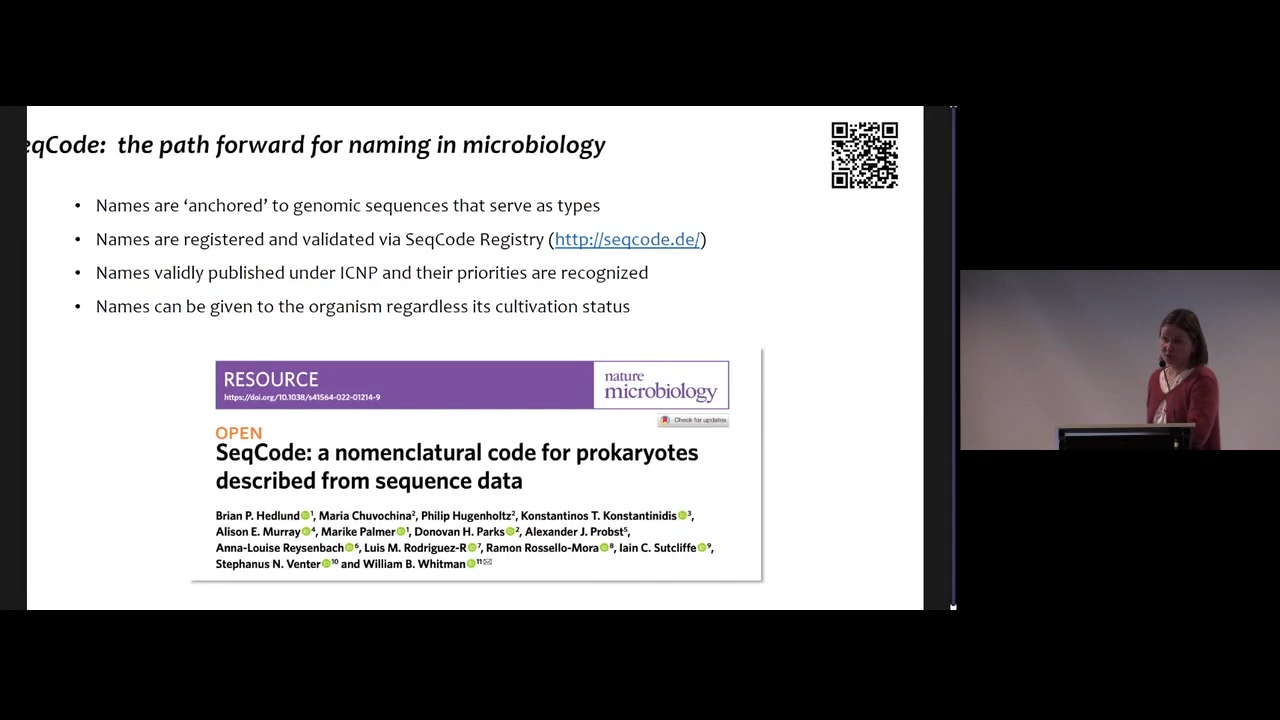 eqCode: the path forward for naming in microbiology
• Names are ‘anchored’ to genomic sequences that serve as types
• Names are registered and validated via SeqCode Registry (http://seqcode.de/)
• Names validly published under ICNP and their priorities are recognized
• Names can be given to the organism regardless its cultivation status
RESOURCE
https://doi.org/10.1038/s41564-022-01214-9
nature
microbiology
Check for updates
OPEN
SeqCode: a nomenclatural code for prokaryotes
described from sequence data
Brian P. Hedlund1, Maria Chuvochina2, Philip Hugenholtz2, Konstantinos T. Konstantinidis3,
Alison E. Murray4, Marike Palmer1, Donovan H. Parks2, Alexander J. Probst5,
Anna-Louise Reysenbach6, Luis M. Rodriguez-R7, Ramon Rossello-Mora8, Iain C. Sutcliffe9,
Stephanus N. Venter10 and William B. Whitman11